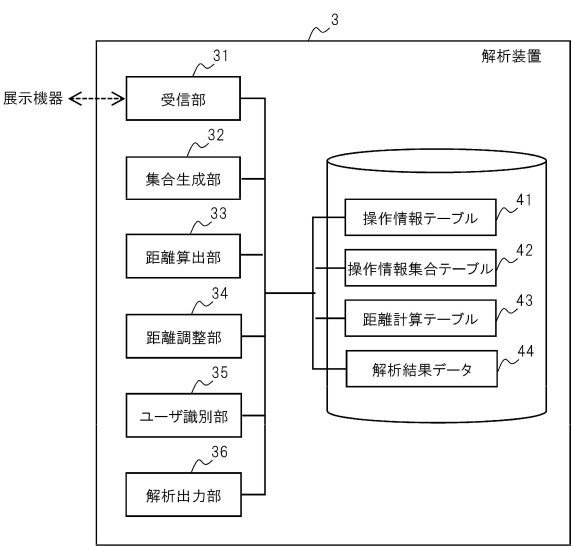 3
解析装置
展示機器
31
受信部
32
集合生成部
33
距離算出部
34
距離調整部
35
ユーザ識別部
36
解析出力部
41
操作情報テーブル
42
操作情報集合テーブル
43
距離計算テーブル
44
解析結果データ